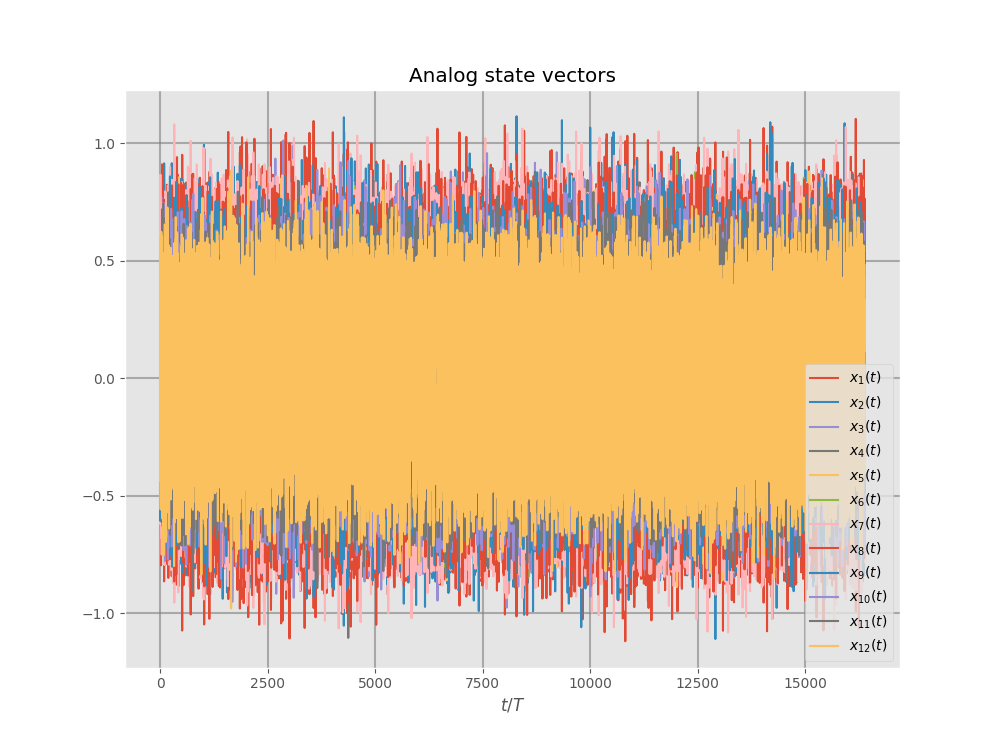 Analog state vectors
1.0
0.5
0.0
−0.5
−1.0
0
2500
5000
7500
10000
12500
15000
t/T
x₁(t)
x₂(t)
x₃(t)
x₄(t)
x₅(t)
x₆(t)
x₇(t)
x₈(t)
x₉(t)
x₁₀(t)
x₁₁(t)
x₁₂(t)